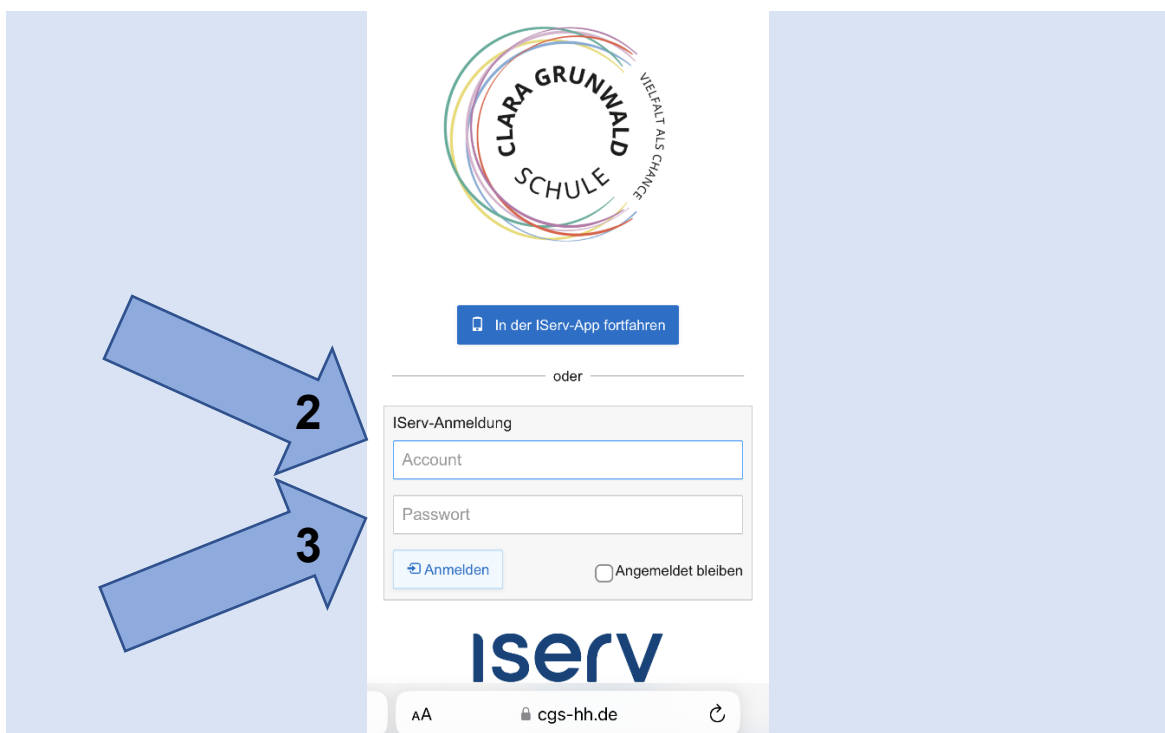 CLARA GRUNWALD
SCHULE
VIELFALT ALS CHANCE
In der IServ-App fortfahren
oder
2
IServ-Anmeldung
Account
3
Passwort
Anmelden
Angemeldet bleiben
Iserv
AA
cgs-hh.de